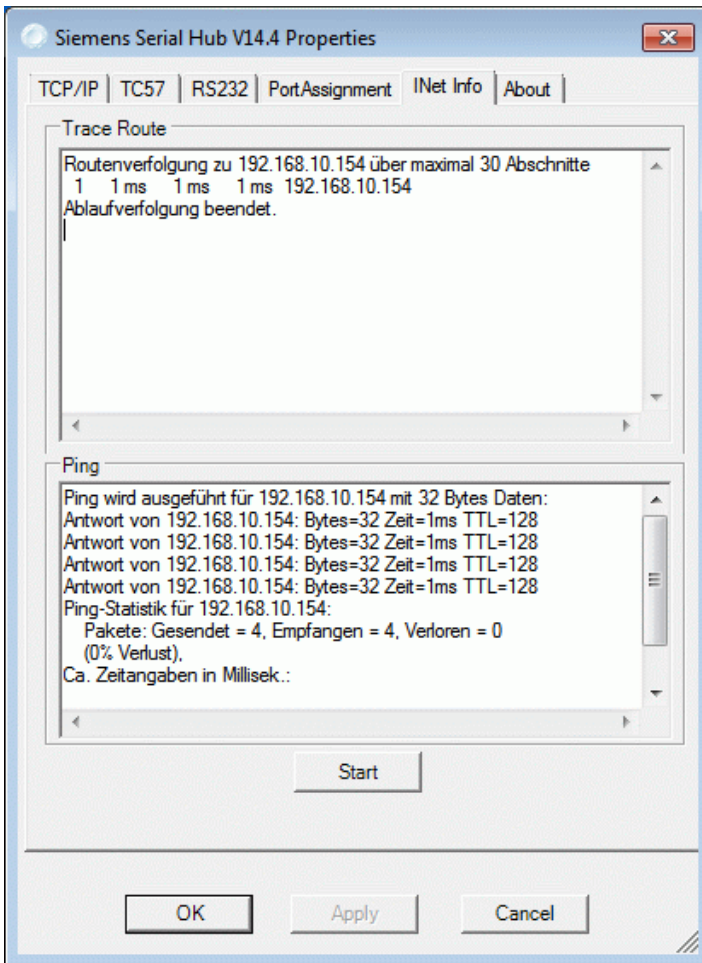 Siemens Serial Hub V14.4 Properties
TCP/IP TC57 RS232 PortAssignment INet Info About
Trace Route
Routenverfolgung zu 192.168.10.154 über maximal 30 Abschnitte
1 1 ms 1 ms 1 ms 192.168.10.154
Ablaufverfolgung beendet.
Ping
Ping wird ausgeführt für 192.168.10.154 mit 32 Bytes Daten:
Antwort von 192.168.10.154: Bytes=32 Zeit=1ms TTL=128
Antwort von 192.168.10.154: Bytes=32 Zeit=1ms TTL=128
Antwort von 192.168.10.154: Bytes=32 Zeit=1ms TTL=128
Antwort von 192.168.10.154: Bytes=32 Zeit=1ms TTL=128
Ping-Statistik für 192.168.10.154:
Pakete: Gesendet = 4, Empfangen = 4, Verloren = 0
(0% Verlust),
Ca. Zeitangaben in Millisek.:
Start
OK Apply Cancel